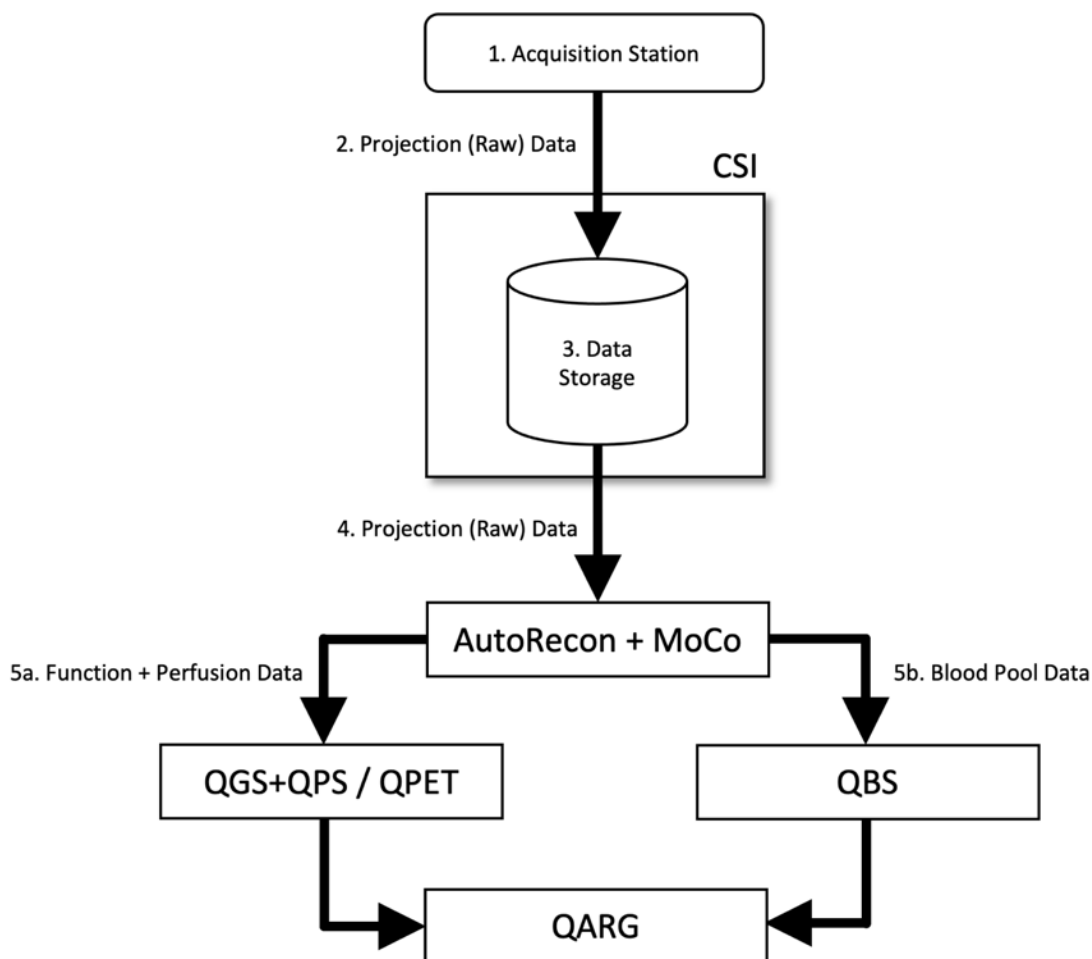 1. Acquisition Station
2. Projection (Raw) Data
CSI
3. Data
Storage
4. Projection (Raw) Data
AutoRecon + MoCo
5a. Function + Perfusion Data
5b. Blood Pool Data
QGS+QPS / QPET
QBS
QARG